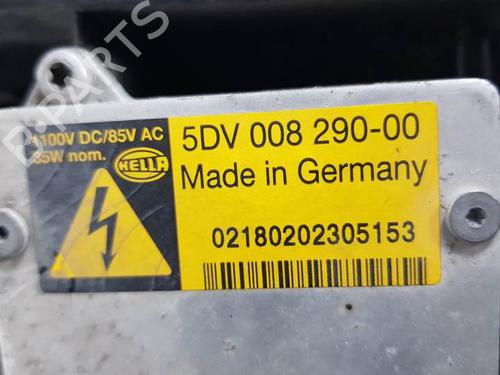 1100V DC/85V AC
35W nom.
HELLA
5DV 008 290-00
Made in Germany
02180202305153
B-PARTS